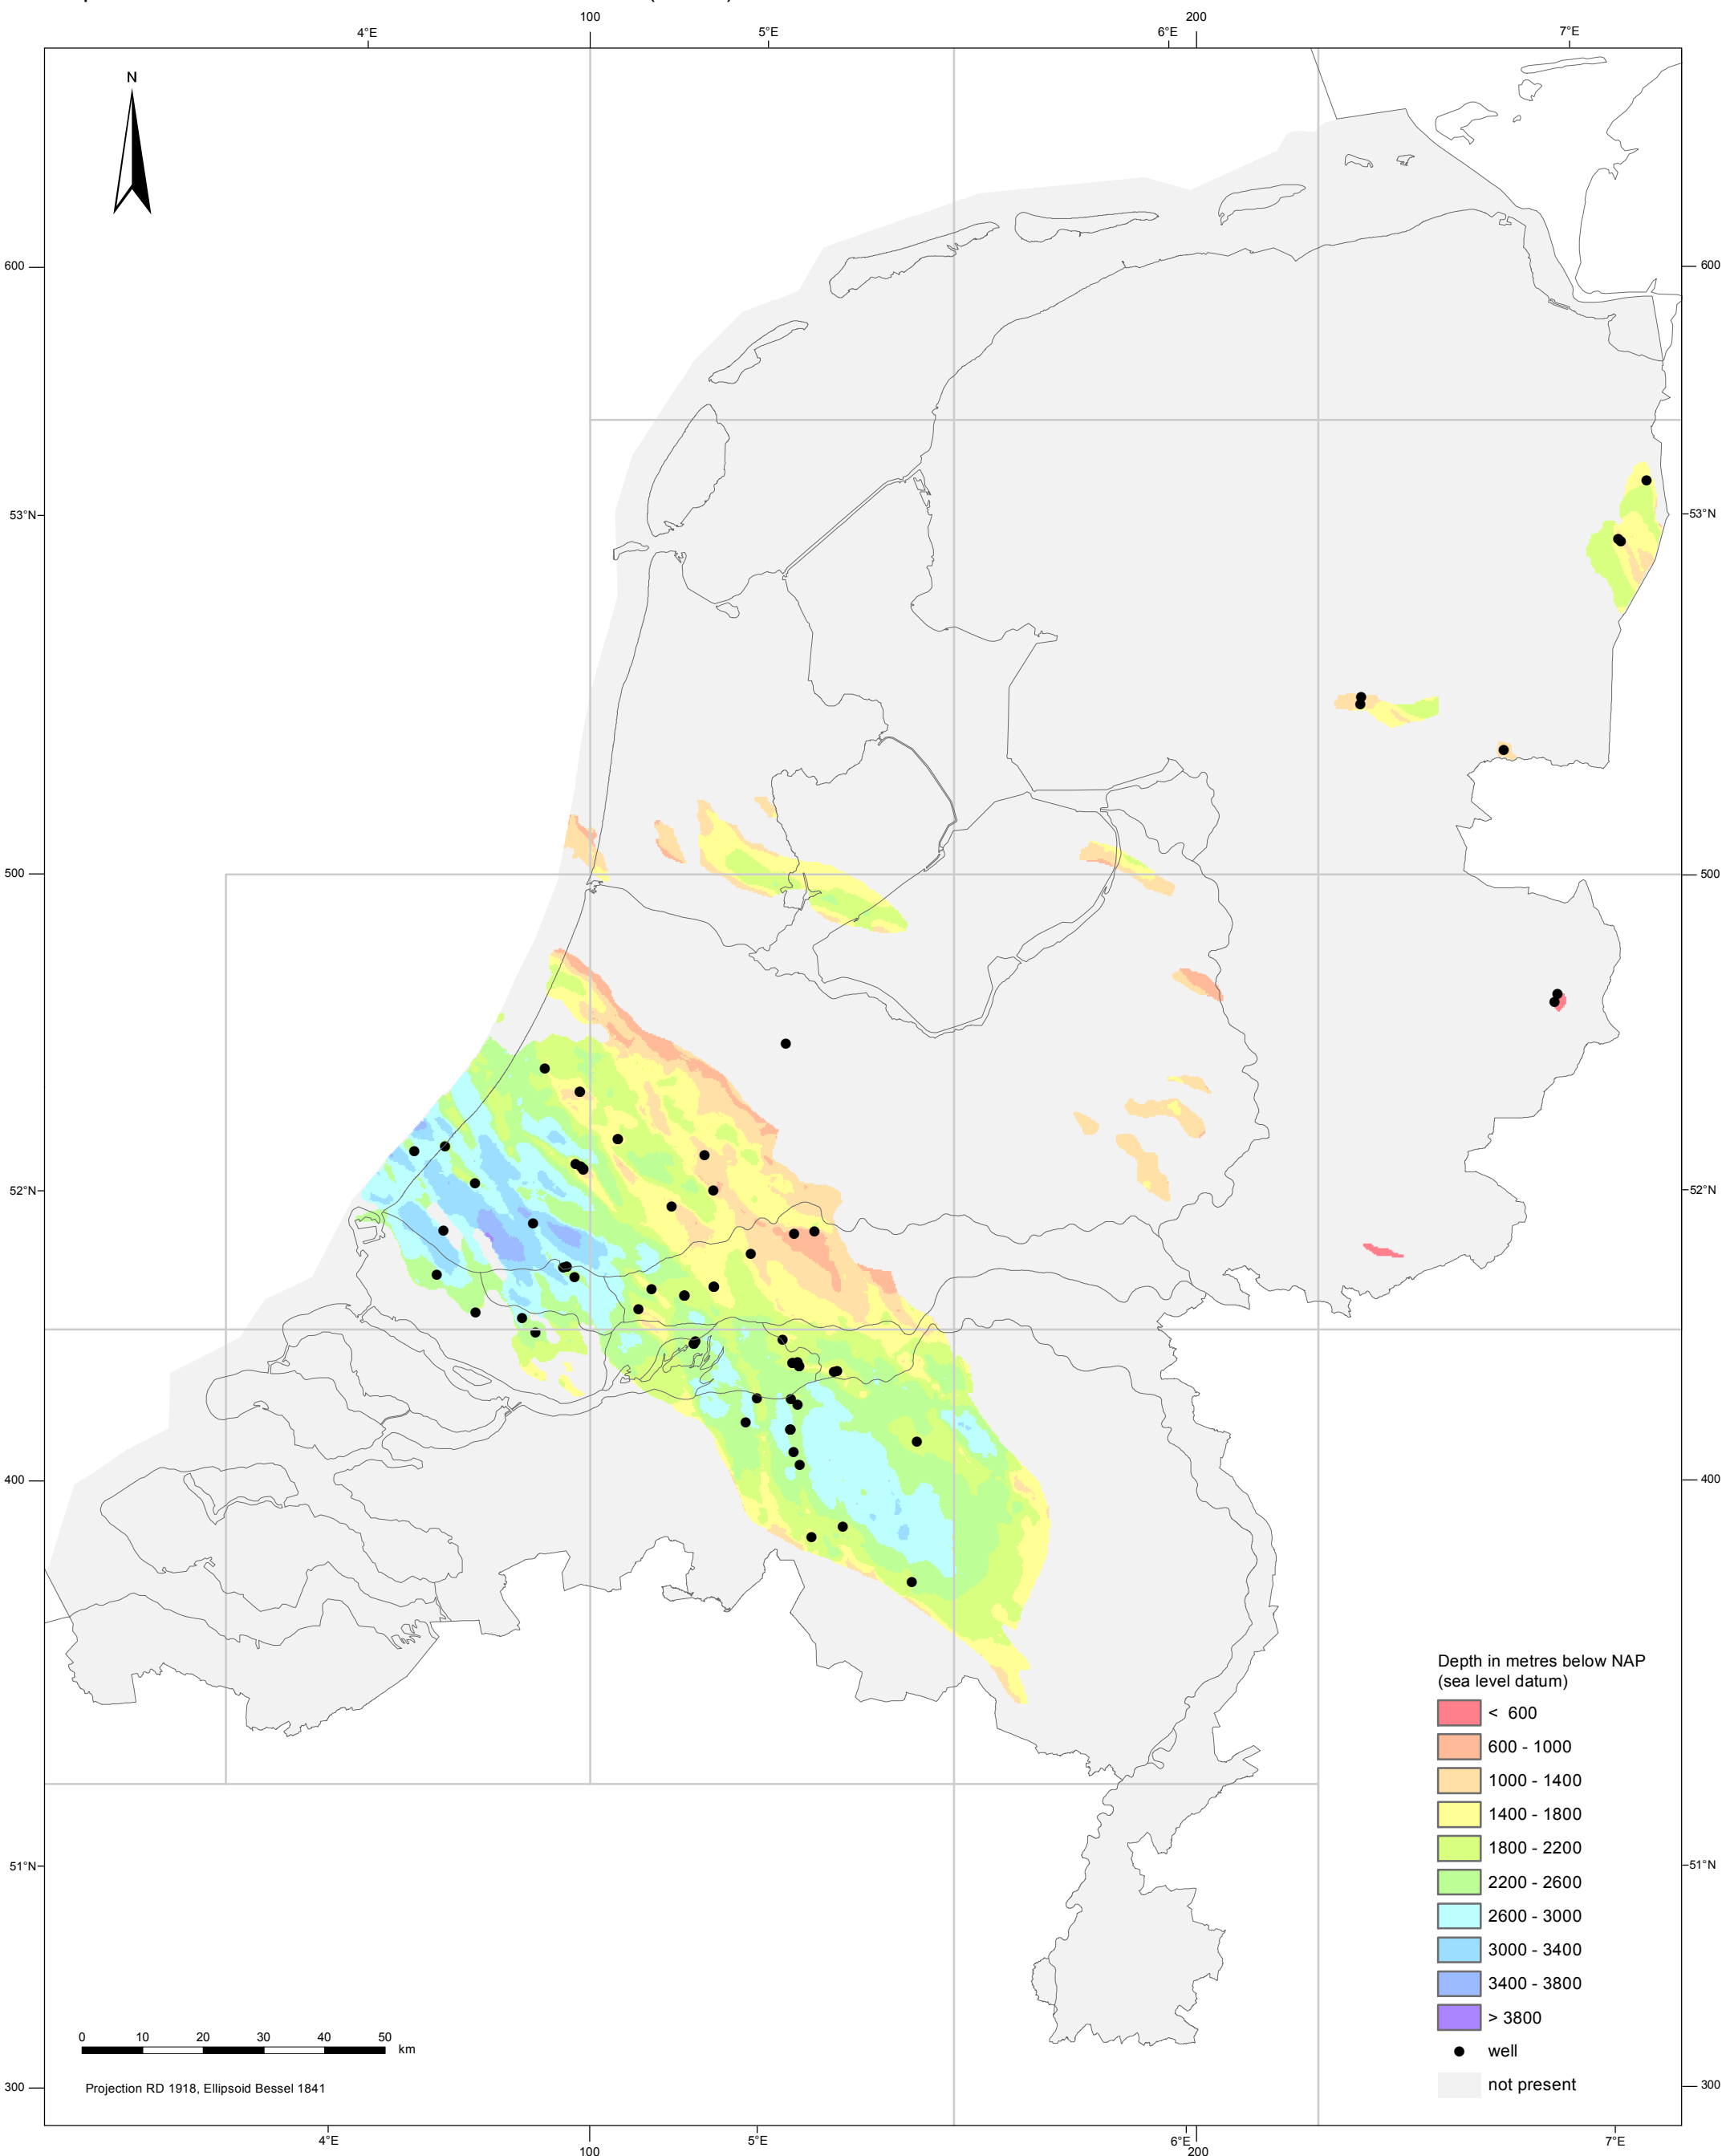 100
200
4°E
5°E
6°E
7°E
N
600
600
53°N
53°N
500
500
52°N
52°N
400
400
Depth in metres below NAP
(sea level datum)
< 600
600 - 1000
1000 - 1400
1400 - 1800
1800 - 2200
2200 - 2600
2600 - 3000
3000 - 3400
3400 - 3800
> 3800
well
not present
51°N
51°N
0 10 20 30 40 50 km
Projection RD 1918, Ellipsoid Bessel 1841
300
300
4°E
5°E
6°E
7°E
100
200